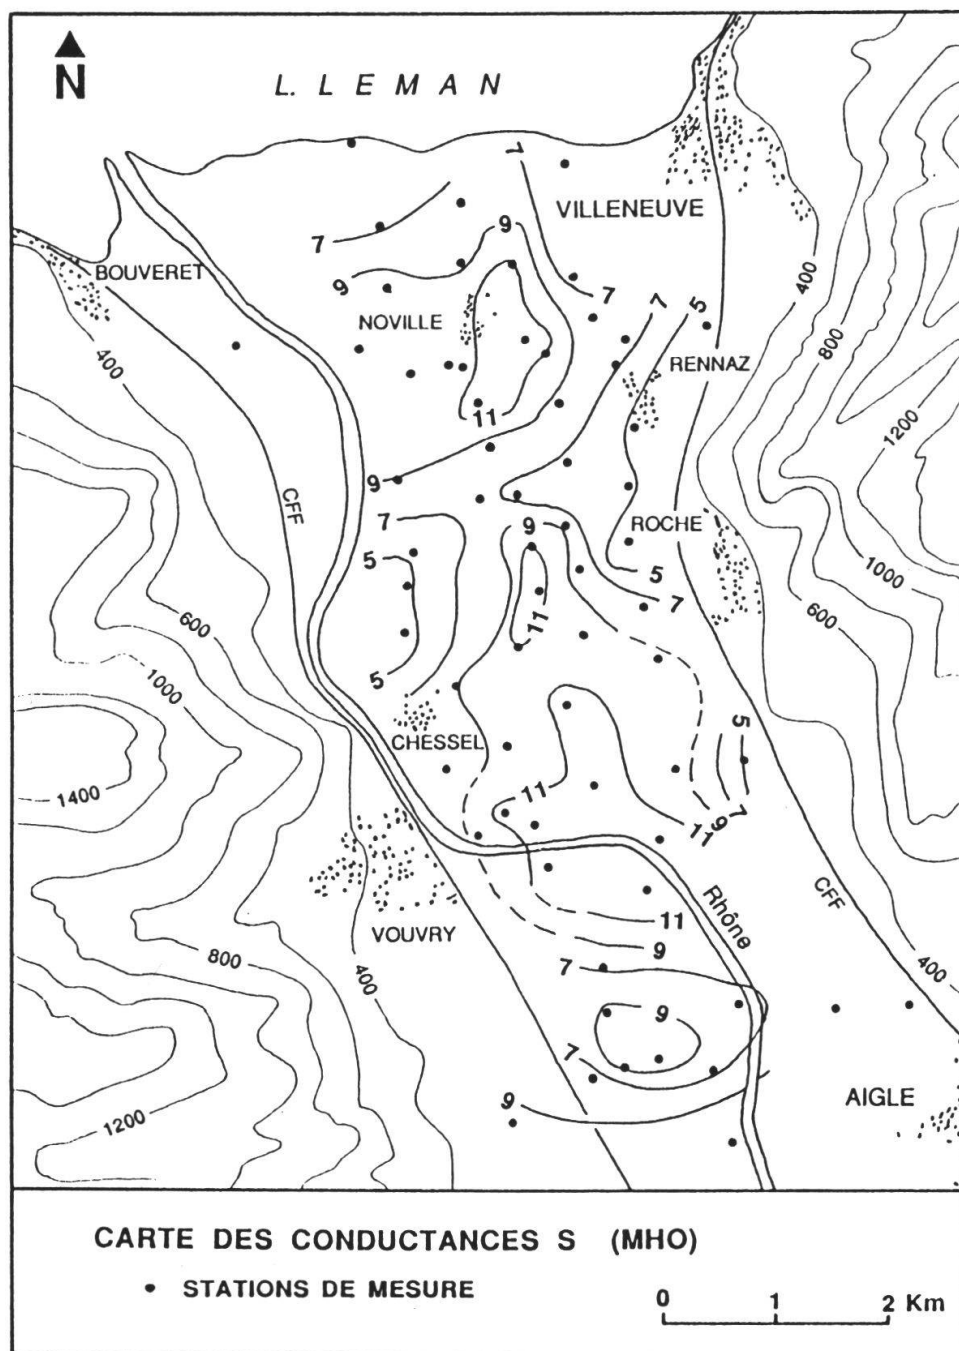 N
L. LEMAN
7
VILLENEUVE
9
7
400
BOUVERET
9
7
7
5
NOVILLE
800
400
RENNAZ
1200
11
9
CFF
7
9
ROCHE
5
5
7
1000
600
11
600
5
1000
CHESSEL
5
1400
11
7
9
11
CFF
Rhône
11
VOUVRY
9
800
7
400
400
9
7
9
AIGLE
1200
CARTE DES CONDUCTANCES S (MHO)
• STATIONS DE MESURE
0 1 2 Km